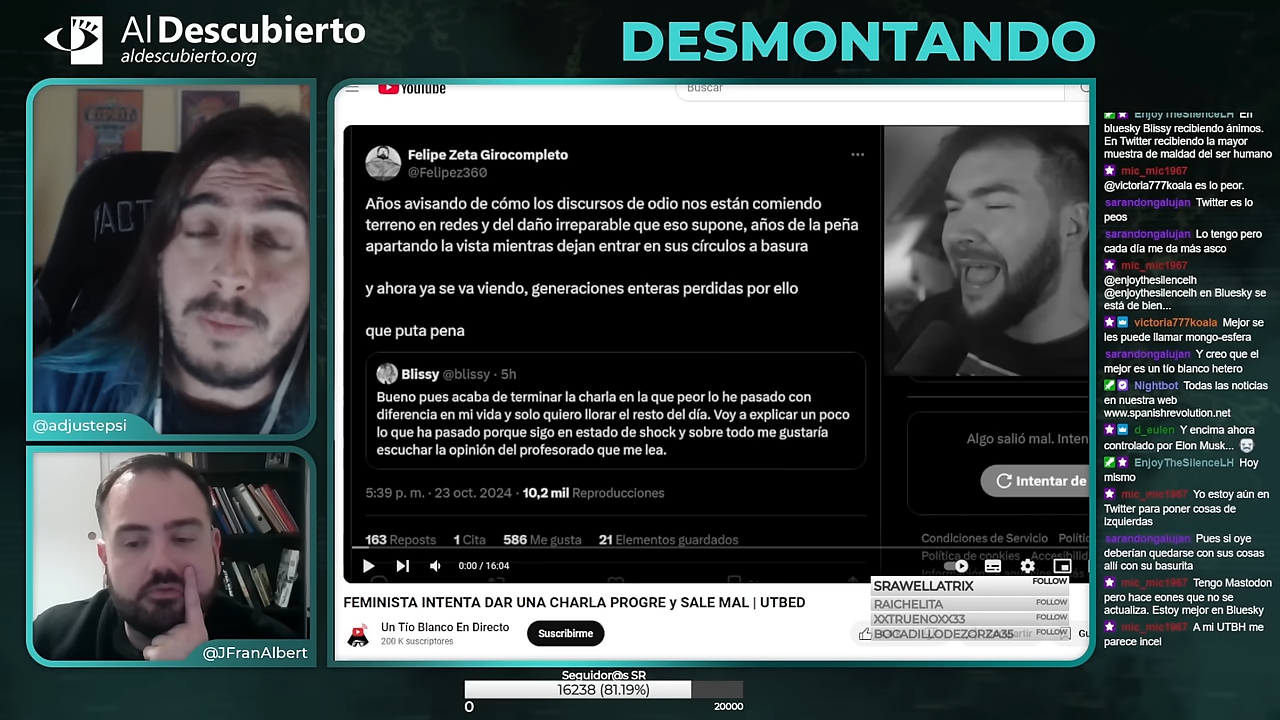 Al Descubierto
aldescubierto.org
DESMONTANDO
@adjustepsi
@JFranAlbert
YouTube
Buscar
Felipe Zeta Girocompleto
@Felipez360
Años avisando de cómo los discursos de odio nos están comiendo
terreno en redes y del daño irreparable que eso supone, años de la peña
apartando la vista mientras dejan entrar en sus círculos a basura
y ahora ya se va viendo, generaciones enteras perdidas por ello
que puta pena
Blissy @blissy · 5h
Bueno pues acaba de terminar la charla en la que peor lo he pasado con
diferencia en mi vida y solo quiero llorar el resto del día. Voy a explicar un poco
lo que ha pasado porque sigo en estado de shock y sobre todo me gustaría
escuchar la opinión del profesorado que me lea.
5:39 p. m. · 23 oct. 2024 · 10,2 mil Reproducciones
163 Reposts 1 Cita 586 Me gusta 21 Elementos guardados
Algo salió mal. Inten
Intentar de
Condiciones de Servicio Políti
Política de cookies Accesibilid
0:00 / 16:04
FEMINISTA INTENTA DAR UNA CHARLA PROGRE y SALE MAL | UTBED
Un Tío Blanco En Directo
200 K suscriptores
Suscribirme
SRAWELLATRIX FOLLOW
RAICHELITA FOLLOW
XXTRUENOXX33 FOLLOW
BOCADILLODEZORZA35 FOLLOW
EnjoyTheSilenceLH En
bluesky Blissy recibiendo ánimos.
En Twitter recibiendo la mayor
muestra de maldad del ser humano
mic_mic1967
@victoria777koala es lo peor.
sarandongalujan Twitter es lo
peos
sarandongalujan Lo tengo pero
cada día me da más asco
mic_mic1967
@enjoythesilencelh
@enjoythesilencelh en Bluesky se
está de bien...
victoria777koala Mejor se
les puede llamar mongo-esfera
sarandongalujan Y creo que el
mejor es un tío blanco hetero
Nightbot Todas las noticias
en nuestra web
www.spanishrevolution.net
d_eulen Y encima ahora
controlado por Elon Musk...
EnjoyTheSilenceLH Hoy
mismo
mic_mic1967 Yo estoy aún en
Twitter para poner cosas de
izquierdas
sarandongalujan Pues si oye
deberían quedarse con sus cosas
allí con su basurita
mic_mic1967 Tengo Mastodon
pero hace eones que no se
actualiza. Estoy mejor en Bluesky
mic_mic1967 A mi UTBH me
parece incel
Seguidor@s SR
16238 (81.19%)
0 20000